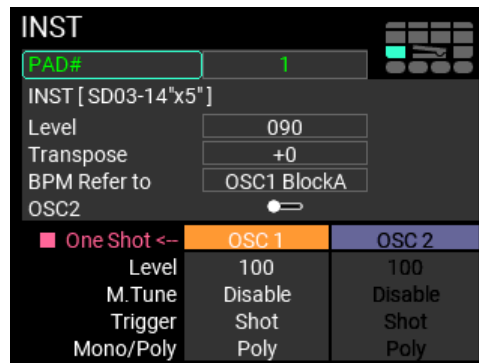 INST
PAD# 1
INST [ SD03-14"x5" ]
Level 090
Transpose +0
BPM Refer to OSC1 BlockA
OSC2
One Shot <-- OSC 1 OSC 2
Level 100 100
M.Tune Disable Disable
Trigger Shot Shot
Mono/Poly Poly Poly